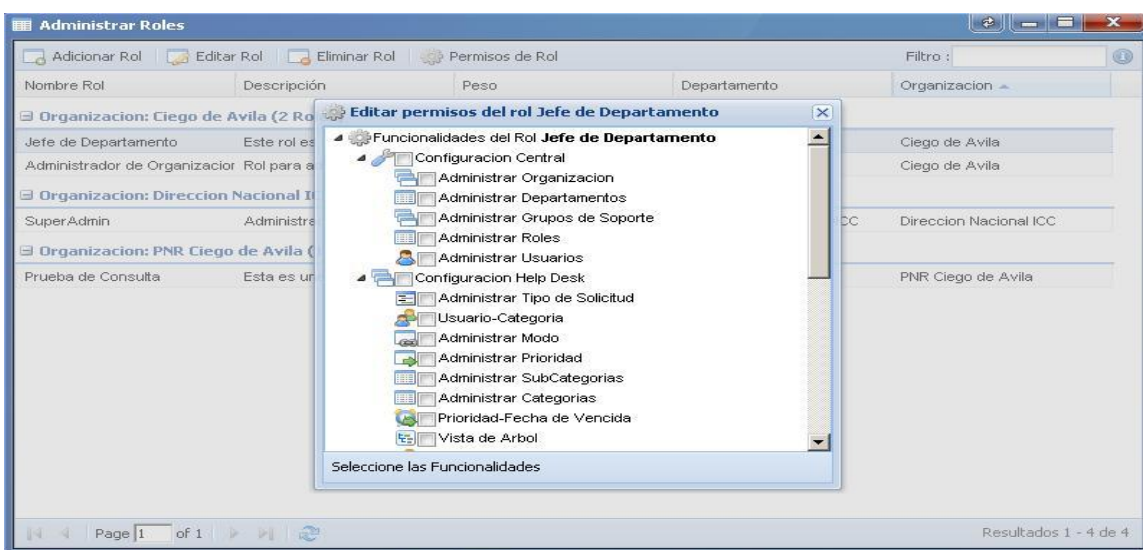 Administrar Roles
Adicionar Rol Editar Rol Eliminar Rol Permisos de Rol Filtro :
Nombre Rol Descripción Peso Departamento Organizacion
Organizacion: Ciego de Avila (2 Ro
Jefe de Departamento Este rol es Ciego de Avila
Administrador de Organizacior Rol para a Ciego de Avila
Organizacion: Direccion Nacional I
SuperAdmin Administra CC Direccion Nacional ICC
Organizacion: PNR Ciego de Avila (
Prueba de Consulta Esta es un PNR Ciego de Avila
Editar permisos del rol Jefe de Departamento
Funcionalidades del Rol Jefe de Departamento
Configuracion Central
Administrar Organizacion
Administrar Departamentos
Administrar Grupos de Soporte
Administrar Roles
Administrar Usuarios
Configuracion Help Desk
Administrar Tipo de Solicitud
Usuario-Categoria
Administrar Modo
Administrar Prioridad
Administrar SubCategorias
Administrar Categorias
Prioridad-Fecha de Vencida
Vista de Arbol
Seleccione las Funcionalidades
Page 1 of 1 Resultados 1 - 4 de 4